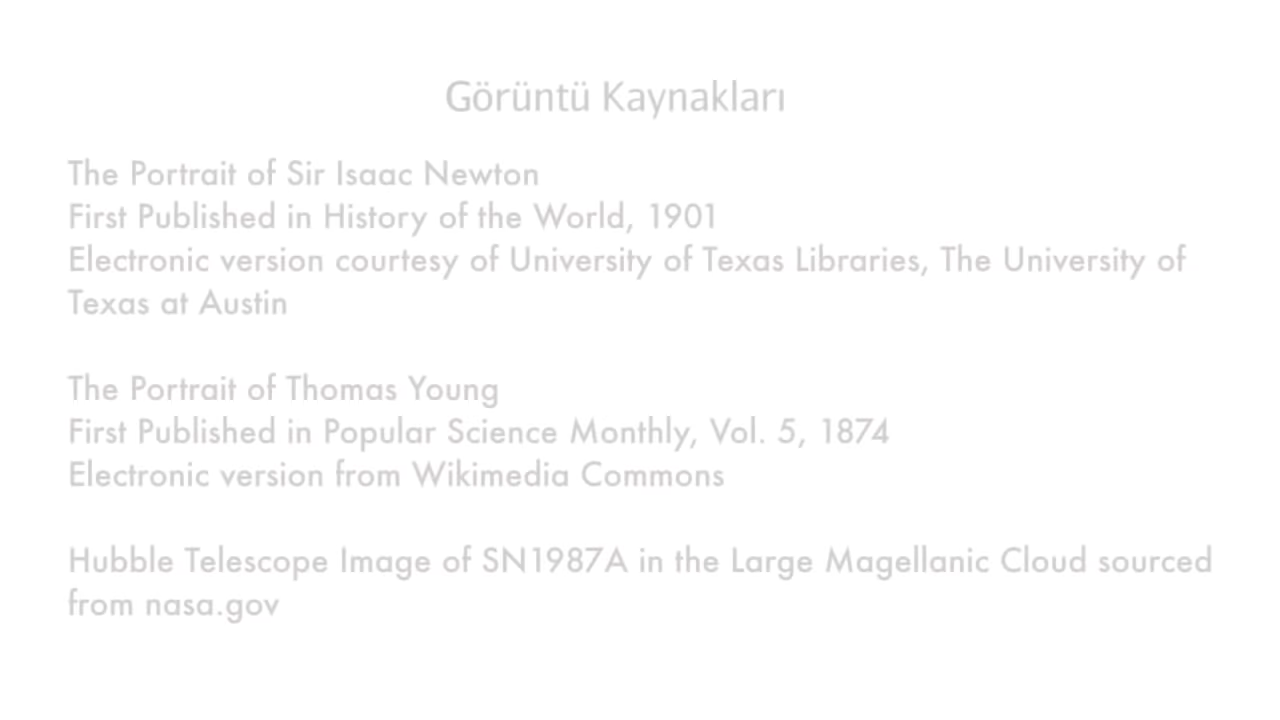 Görüntü Kaynakları
The Portrait of Sir Isaac Newton
First Published in History of the World, 1901
Electronic version courtesy of University of Texas Libraries, The University of
Texas at Austin
The Portrait of Thomas Young
First Published in Popular Science Monthly, Vol. 5, 1874
Electronic version from Wikimedia Commons
Hubble Telescope Image of SN1987A in the Large Magellanic Cloud sourced
from nasa.gov